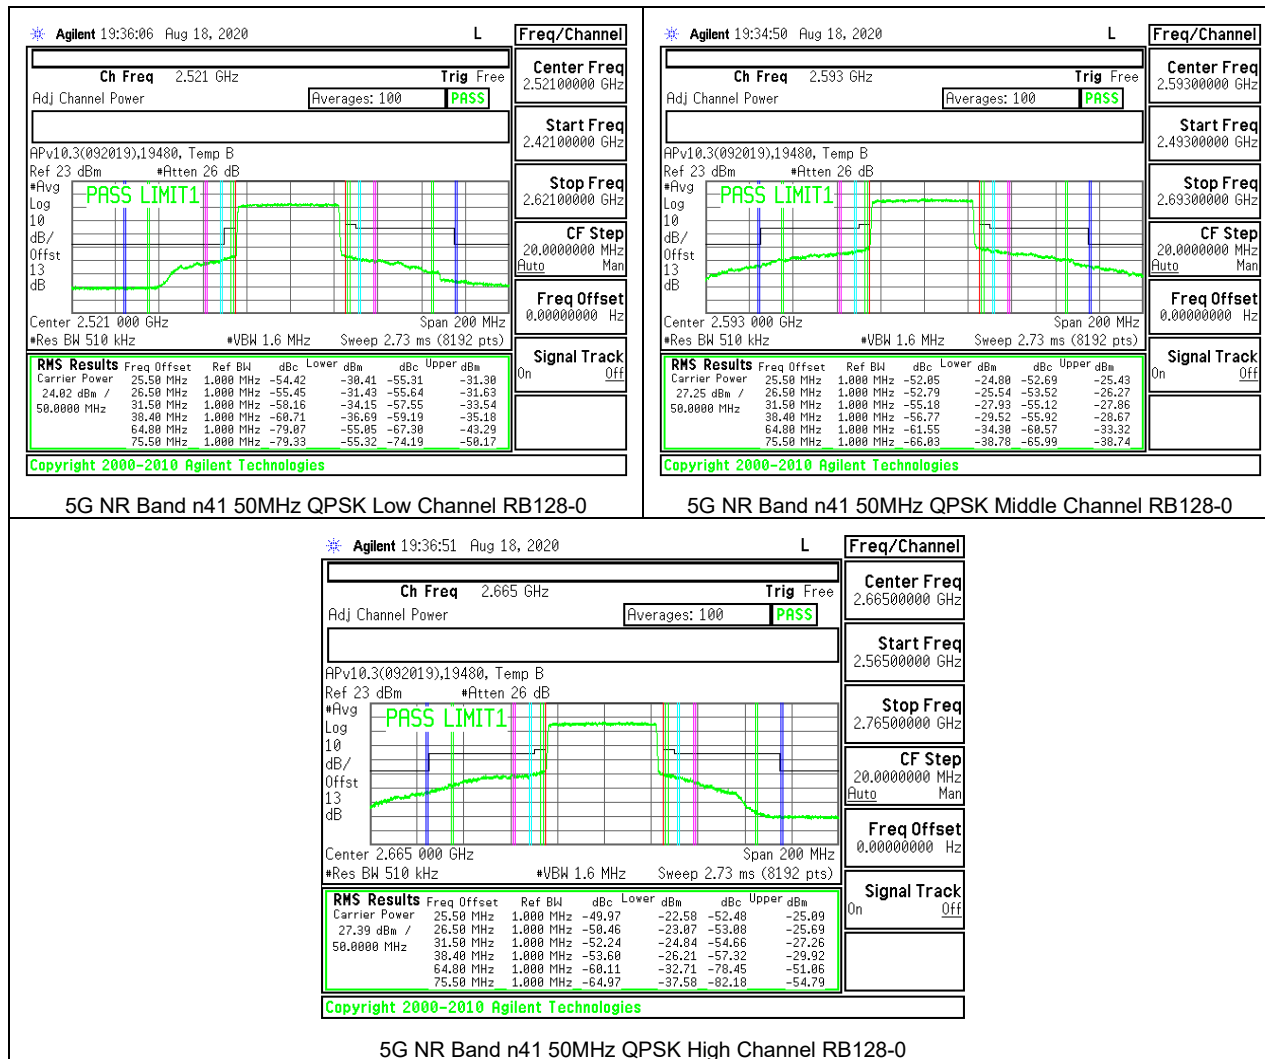 Agilent 19:36:06 Aug 18, 2020 L
Freq/Channel
Ch Freq 2.521 GHz Trig Free
Adj Channel Power Averages: 100 PASS
Center Freq
2.52100000 GHz
Start Freq
2.42100000 GHz
Stop Freq
2.62100000 GHz
CF Step
20.0000000 MHz
Auto Man
Freq Offset
0.00000000 Hz
Signal Track
On Off
APv10.3(092019),19480, Temp B
Ref 23 dBm #Atten 26 dB
#Avg
Log
10
dB/
Offst
13
dB
PASS LIMIT1
Center 2.521 000 GHz Span 200 MHz
#Res BW 510 kHz #VBW 1.6 MHz Sweep 2.73 ms (8192 pts)
RMS Results Freq Offset Ref BW dBc Lower dBm dBc Upper dBm
Carrier Power 25.50 MHz 1.000 MHz -54.42 -30.41 -55.31 -31.30
24.02 dBm / 26.50 MHz 1.000 MHz -55.45 -31.43 -55.64 -31.63
50.0000 MHz 31.50 MHz 1.000 MHz -58.16 -34.15 -57.55 -33.54
38.40 MHz 1.000 MHz -60.71 -36.69 -59.19 -35.18
64.80 MHz 1.000 MHz -79.07 -55.05 -67.30 -43.29
75.50 MHz 1.000 MHz -79.33 -55.32 -74.19 -50.17
Copyright 2000-2010 Agilent Technologies
5G NR Band n41 50MHz QPSK Low Channel RB128-0
Agilent 19:34:50 Aug 18, 2020 L
Freq/Channel
Ch Freq 2.593 GHz Trig Free
Adj Channel Power Averages: 100 PASS
Center Freq
2.59300000 GHz
Start Freq
2.49300000 GHz
Stop Freq
2.69300000 GHz
CF Step
20.0000000 MHz
Auto Man
Freq Offset
0.00000000 Hz
Signal Track
On Off
APv10.3(092019),19480, Temp B
Ref 23 dBm #Atten 26 dB
#Avg
Log
10
dB/
Offst
13
dB
PASS LIMIT1
Center 2.593 000 GHz Span 200 MHz
#Res BW 510 kHz #VBW 1.6 MHz Sweep 2.73 ms (8192 pts)
RMS Results Freq Offset Ref BW dBc Lower dBm dBc Upper dBm
Carrier Power 25.50 MHz 1.000 MHz -52.05 -24.80 -52.69 -25.43
27.25 dBm / 26.50 MHz 1.000 MHz -52.79 -25.54 -53.52 -26.27
50.0000 MHz 31.50 MHz 1.000 MHz -55.18 -27.93 -55.12 -27.86
38.40 MHz 1.000 MHz -56.77 -29.52 -55.92 -28.67
64.80 MHz 1.000 MHz -61.55 -34.30 -60.57 -33.32
75.50 MHz 1.000 MHz -66.03 -38.78 -65.99 -38.74
Copyright 2000-2010 Agilent Technologies
5G NR Band n41 50MHz QPSK Middle Channel RB128-0
Agilent 19:36:51 Aug 18, 2020 L
Freq/Channel
Ch Freq 2.665 GHz Trig Free
Adj Channel Power Averages: 100 PASS
Center Freq
2.66500000 GHz
Start Freq
2.56500000 GHz
Stop Freq
2.76500000 GHz
CF Step
20.0000000 MHz
Auto Man
Freq Offset
0.00000000 Hz
Signal Track
On Off
APv10.3(092019),19480, Temp B
Ref 23 dBm #Atten 26 dB
#Avg
Log
10
dB/
Offst
13
dB
PASS LIMIT1
Center 2.665 000 GHz Span 200 MHz
#Res BW 510 kHz #VBW 1.6 MHz Sweep 2.73 ms (8192 pts)
RMS Results Freq Offset Ref BW dBc Lower dBm dBc Upper dBm
Carrier Power 25.50 MHz 1.000 MHz -49.97 -22.58 -52.48 -25.09
27.39 dBm / 26.50 MHz 1.000 MHz -50.46 -23.07 -53.08 -25.69
50.0000 MHz 31.50 MHz 1.000 MHz -52.24 -24.84 -54.66 -27.26
38.40 MHz 1.000 MHz -53.60 -26.21 -57.32 -29.92
64.80 MHz 1.000 MHz -60.11 -32.71 -78.45 -51.06
75.50 MHz 1.000 MHz -64.97 -37.58 -82.18 -54.79
Copyright 2000-2010 Agilent Technologies
5G NR Band n41 50MHz QPSK High Channel RB128-0